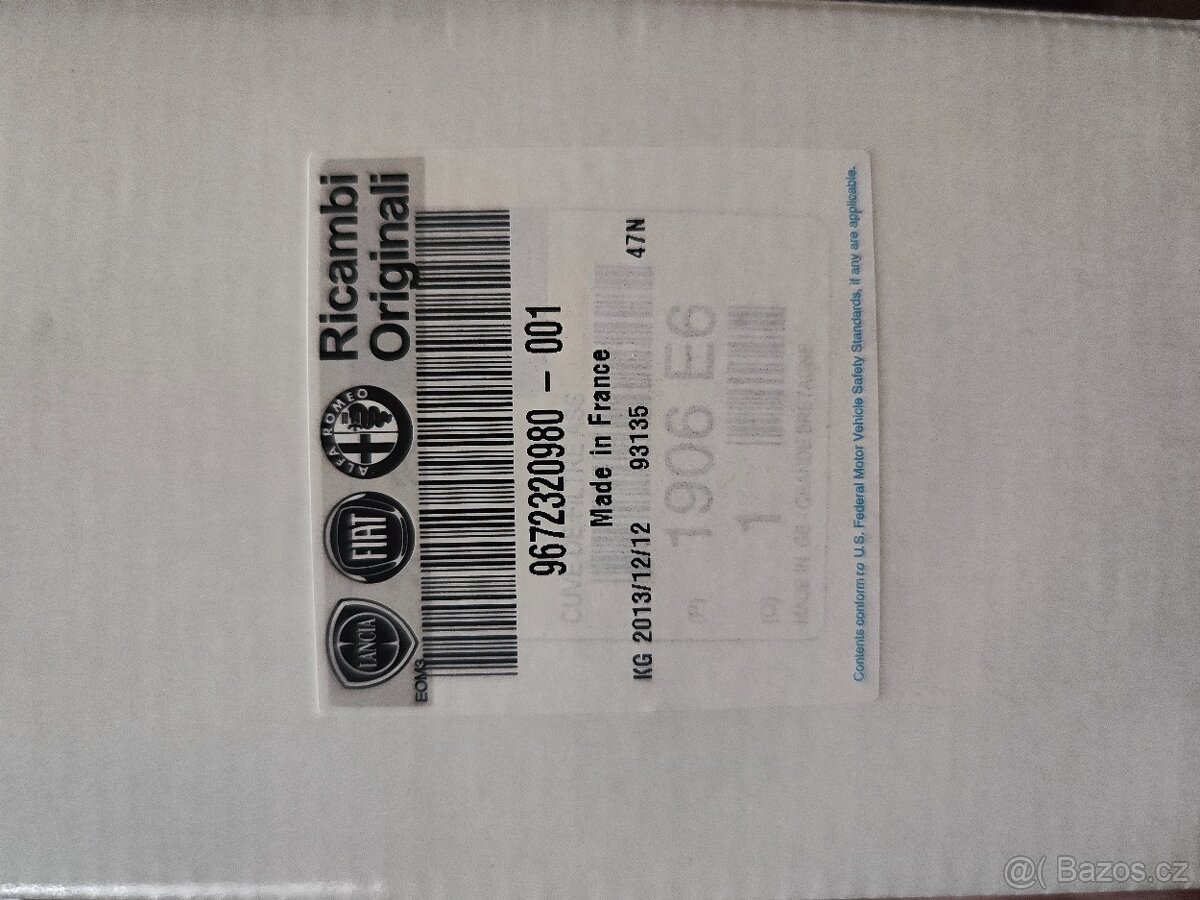 LANCIA
FIAT
ALFA ROMEO
Ricambi
Originali
EOM3
9672320980 - 001
Made in France
KG 2013/12/12 93135 47N
1906 E6
1
Contents conform to U.S. Federal Motor Vehicle Safety Standards, if any are applicable.
@( Bazos.cz